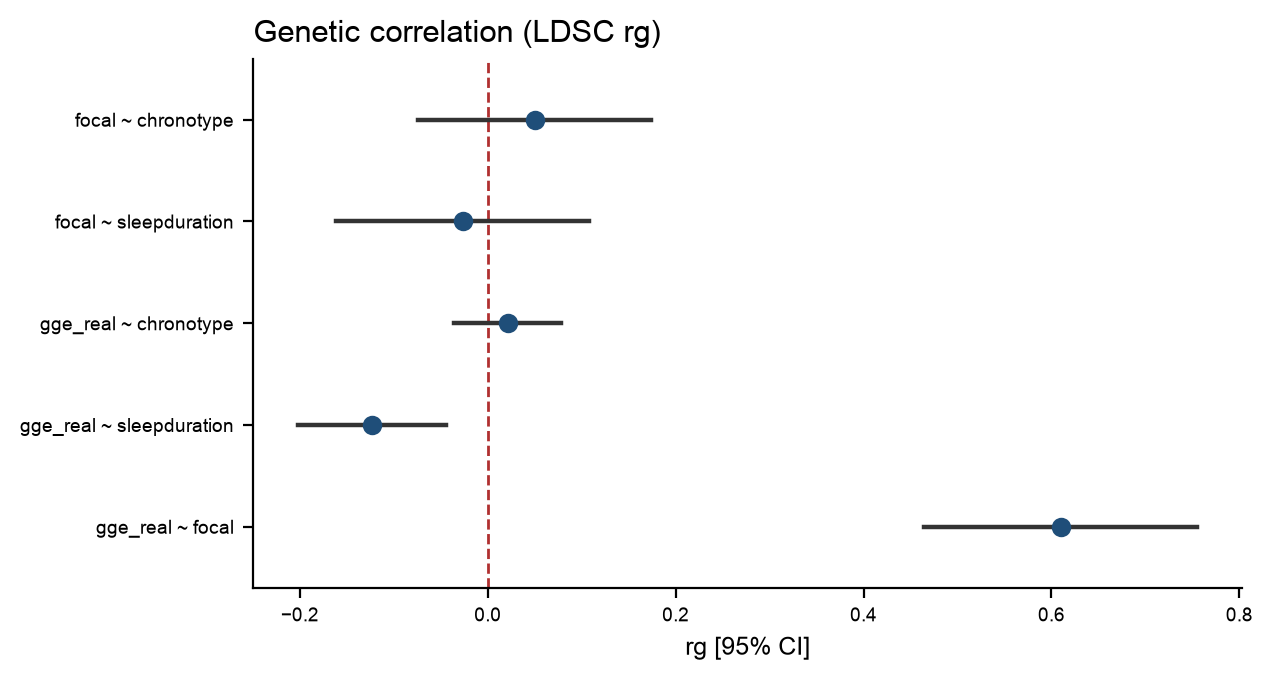 Genetic correlation (LDSC rg)
focal ~ chronotype
focal ~ sleepduration
gge_real ~ chronotype
gge_real ~ sleepduration
gge_real ~ focal
−0.2 0.0 0.2 0.4 0.6 0.8
rg [95% CI]